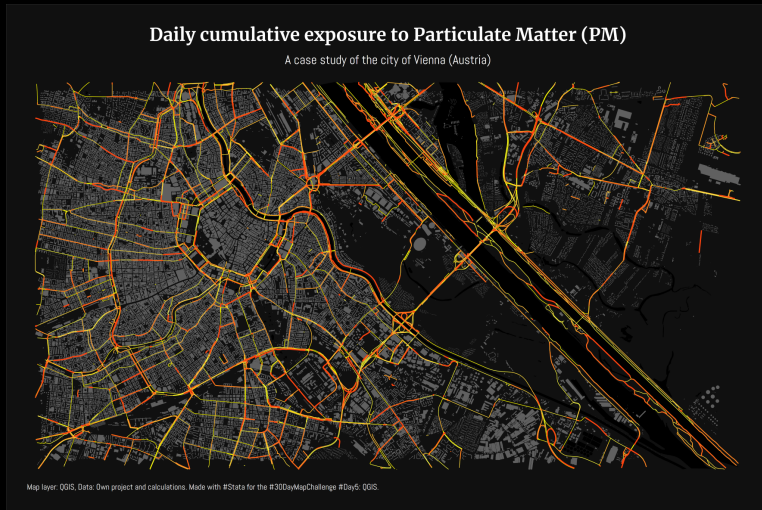 Daily cumulative exposure to Particulate Matter (PM)
A case study of the city of Vienna (Austria)
Map layer: QGIS, Data: Own project and calculations. Made with #Stata for the #30DayMapChallenge #Day5: QGIS.